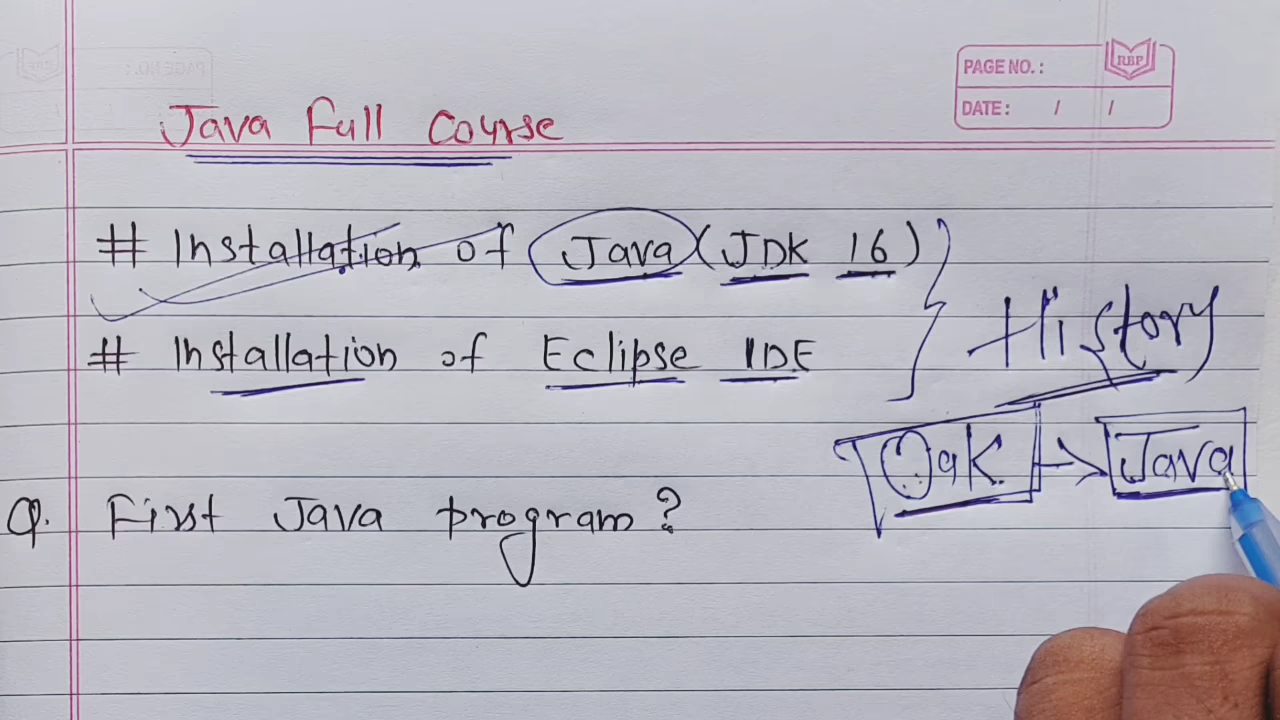 PAGE NO. :
RBP
DATE : / /
Java Full Course
# Installation of Java (JDK 16)
# Installation of Eclipse IDE
History
Oak → Java
Q. First Java program?